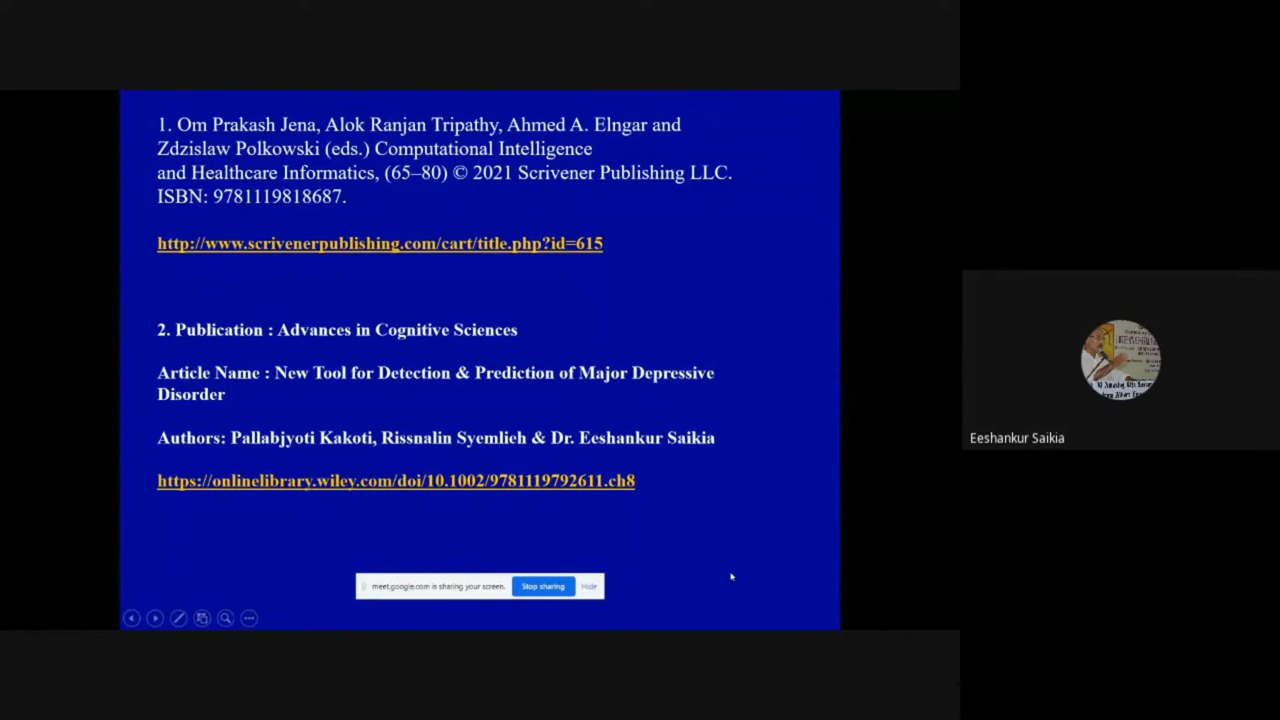 1. Om Prakash Jena, Alok Ranjan Tripathy, Ahmed A. Elngar and
Zdzislaw Polkowski (eds.) Computational Intelligence
and Healthcare Informatics, (65–80) © 2021 Scrivener Publishing LLC.
ISBN: 9781119818687.
http://www.scrivenerpublishing.com/cart/title.php?id=615
2. Publication : Advances in Cognitive Sciences
Article Name : New Tool for Detection & Prediction of Major Depressive
Disorder
Authors: Pallabjyoti Kakoti, Rissnalin Syemlieh & Dr. Eeshankur Saikia
https://onlinelibrary.wiley.com/doi/10.1002/9781119792611.ch8
meet.google.com is sharing your screen. Stop sharing Hide
Eeshankur Saikia